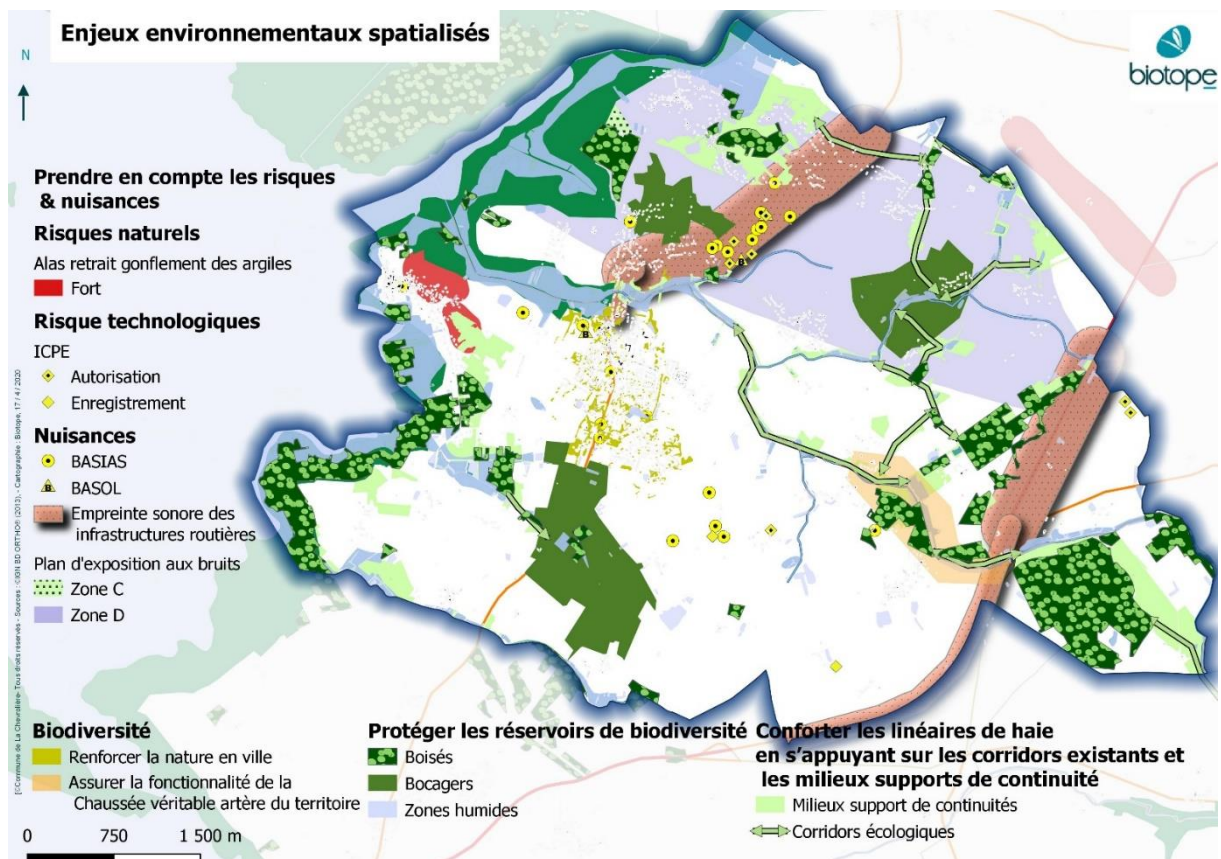 Enjeux environnementaux spatialisés
biotope
N
Prendre en compte les risques
& nuisances
Risques naturels
Alas retrait gonflement des argiles
Fort
Risque technologiques
ICPE
Autorisation
Enregistrement
Nuisances
BASIAS
B
BASOL
Empreinte sonore des
infrastructures routières
Plan d'exposition aux bruits
Zone C
Zone D
Biodiversité
Renforcer la nature en ville
Assurer la fonctionnalité de la
Chaussée véritable artère du territoire
0 750 1 500 m
Protéger les réservoirs de biodiversité
Boisés
Bocagers
Zones humides
Conforter les linéaires de haie
en s'appuyant sur les corridors existants et
les milieux supports de continuité
Milieux support de continuités
Corridors écologiques